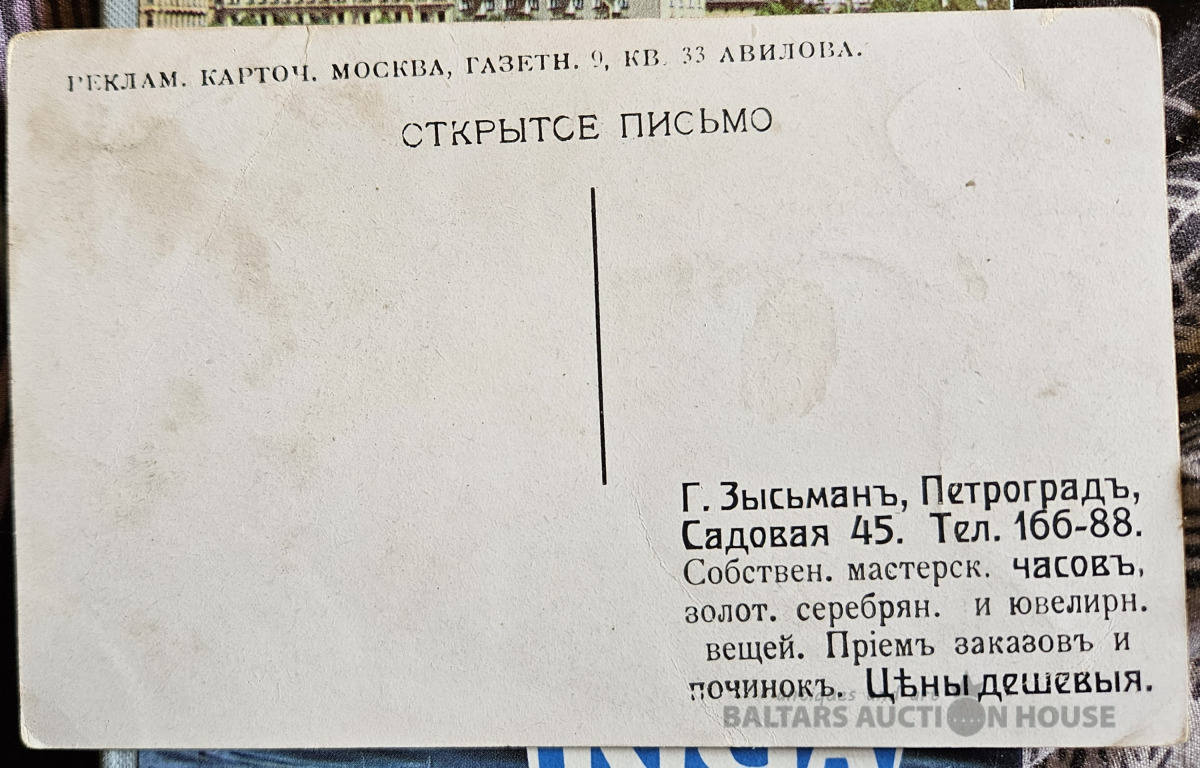 РЕКЛАМ. КАРТОЧ. МОСКВА, ГАЗЕТН. 9, КВ. 33 АВИЛОВА.
ОТКРЫТОЕ ПИСЬМО
Г. Зысьманъ, Петроградъ,
Садовая 45. Тел. 166-88.
Собствен. мастерск. часовъ,
золот. серебрян. и ювелирн.
вещей. Пріемъ заказовъ и
починокъ. Цѣны дешевыя.
BALTARS AUCTION HOUSE